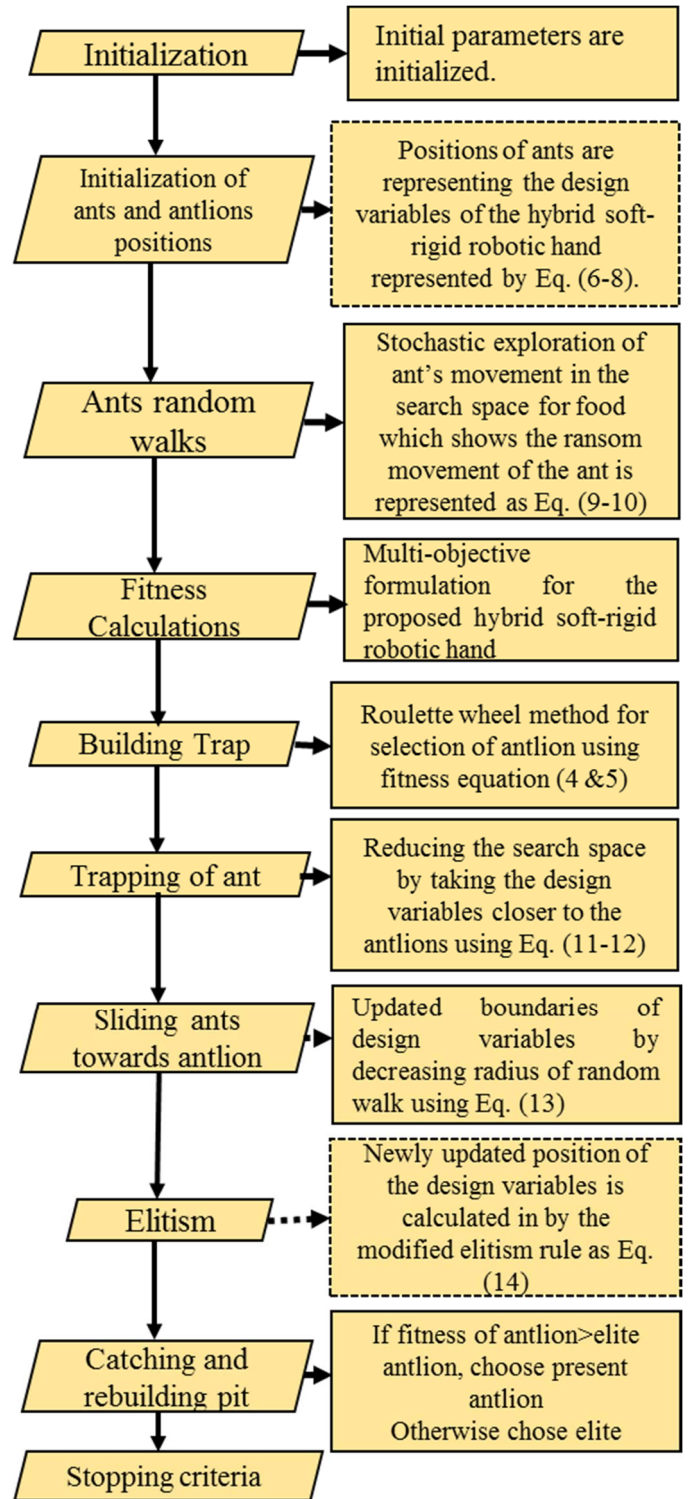 Initialization
Initial parameters are
initialized.
Initialization of
ants and antlions
positions
Positions of ants are
representing the design
variables of the hybrid soft-
rigid robotic hand
represented by Eq. (6-8).
Ants random
walks
Stochastic exploration of
ant's movement in the
search space for food
which shows the ransom
movement of the ant is
represented as Eq. (9-10)
Fitness
Calculations
Multi-objective
formulation for the
proposed hybrid soft-rigid
robotic hand
Building Trap
Roulette wheel method for
selection of antlion using
fitness equation (4 &5)
Trapping of ant
Reducing the search space
by taking the design
variables closer to the
antlions using Eq. (11-12)
Sliding ants
towards antlion
Updated boundaries of
design variables by
decreasing radius of random
walk using Eq. (13)
Elitism
Newly updated position of
the design variables is
calculated in by the
modified elitism rule as Eq.
(14)
Catching and
rebuilding pit
If fitness of antlion>elite
antlion, choose present
antlion
Otherwise chose elite
Stopping criteria